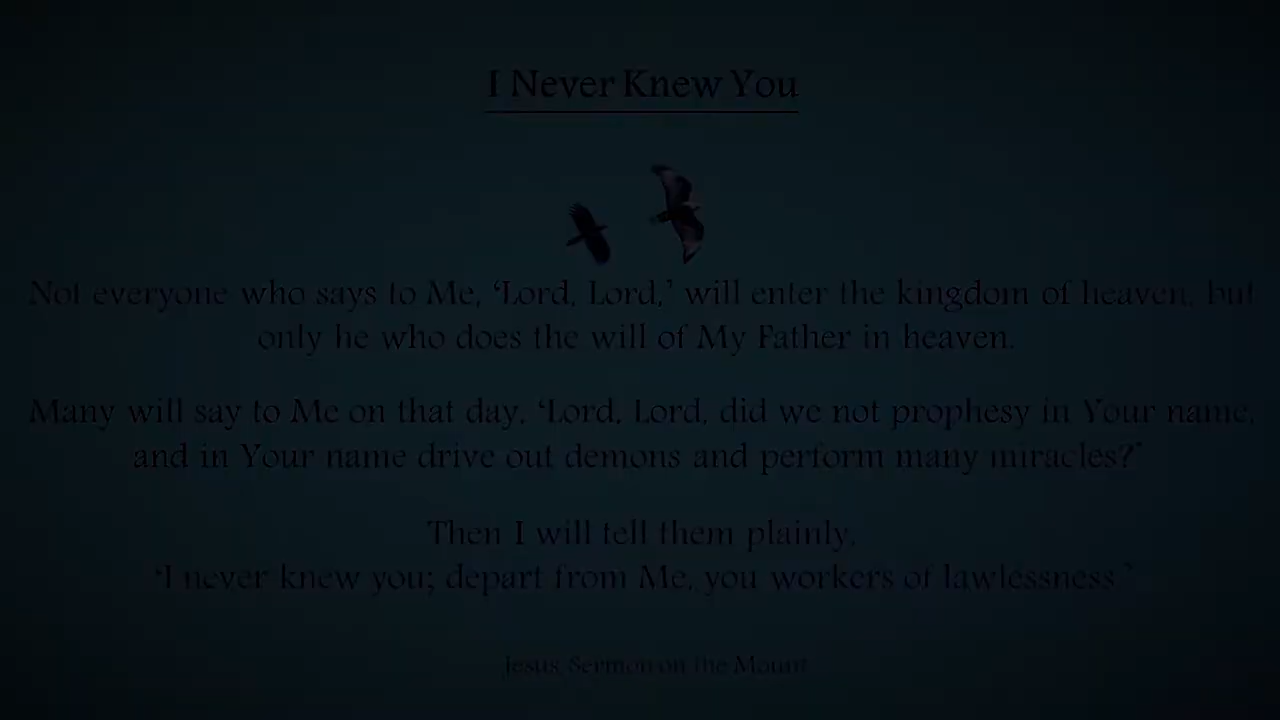 I Never Knew You
Not everyone who says to Me, ‘Lord, Lord,’ will enter the kingdom of heaven, but
only he who does the will of My Father in heaven.
Many will say to Me on that day, ‘Lord, Lord, did we not prophesy in Your name,
and in Your name drive out demons and perform many miracles?’
Then I will tell them plainly,
‘I never knew you; depart from Me, you workers of lawlessness.’
Jesus, Sermon on the Mount